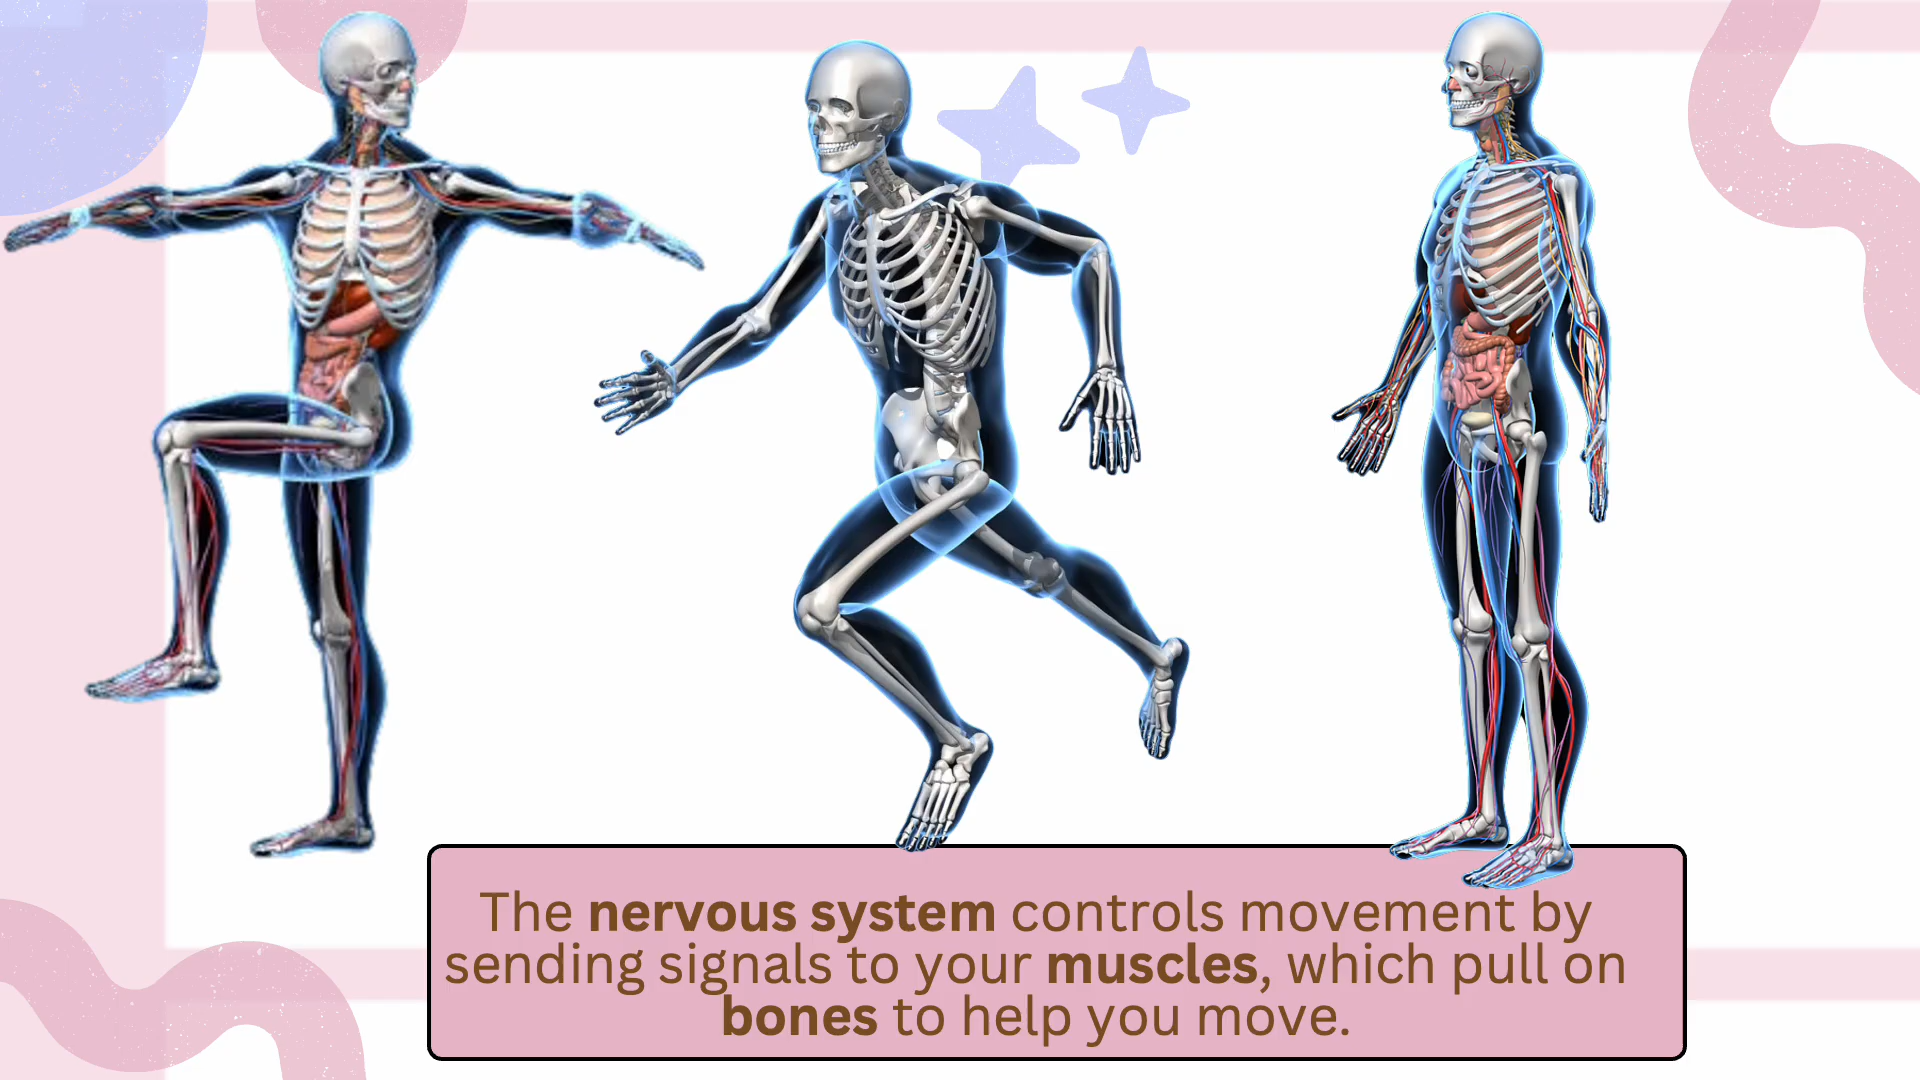 The nervous system controls movement by
sending signals to your muscles, which pull on
bones to help you move.